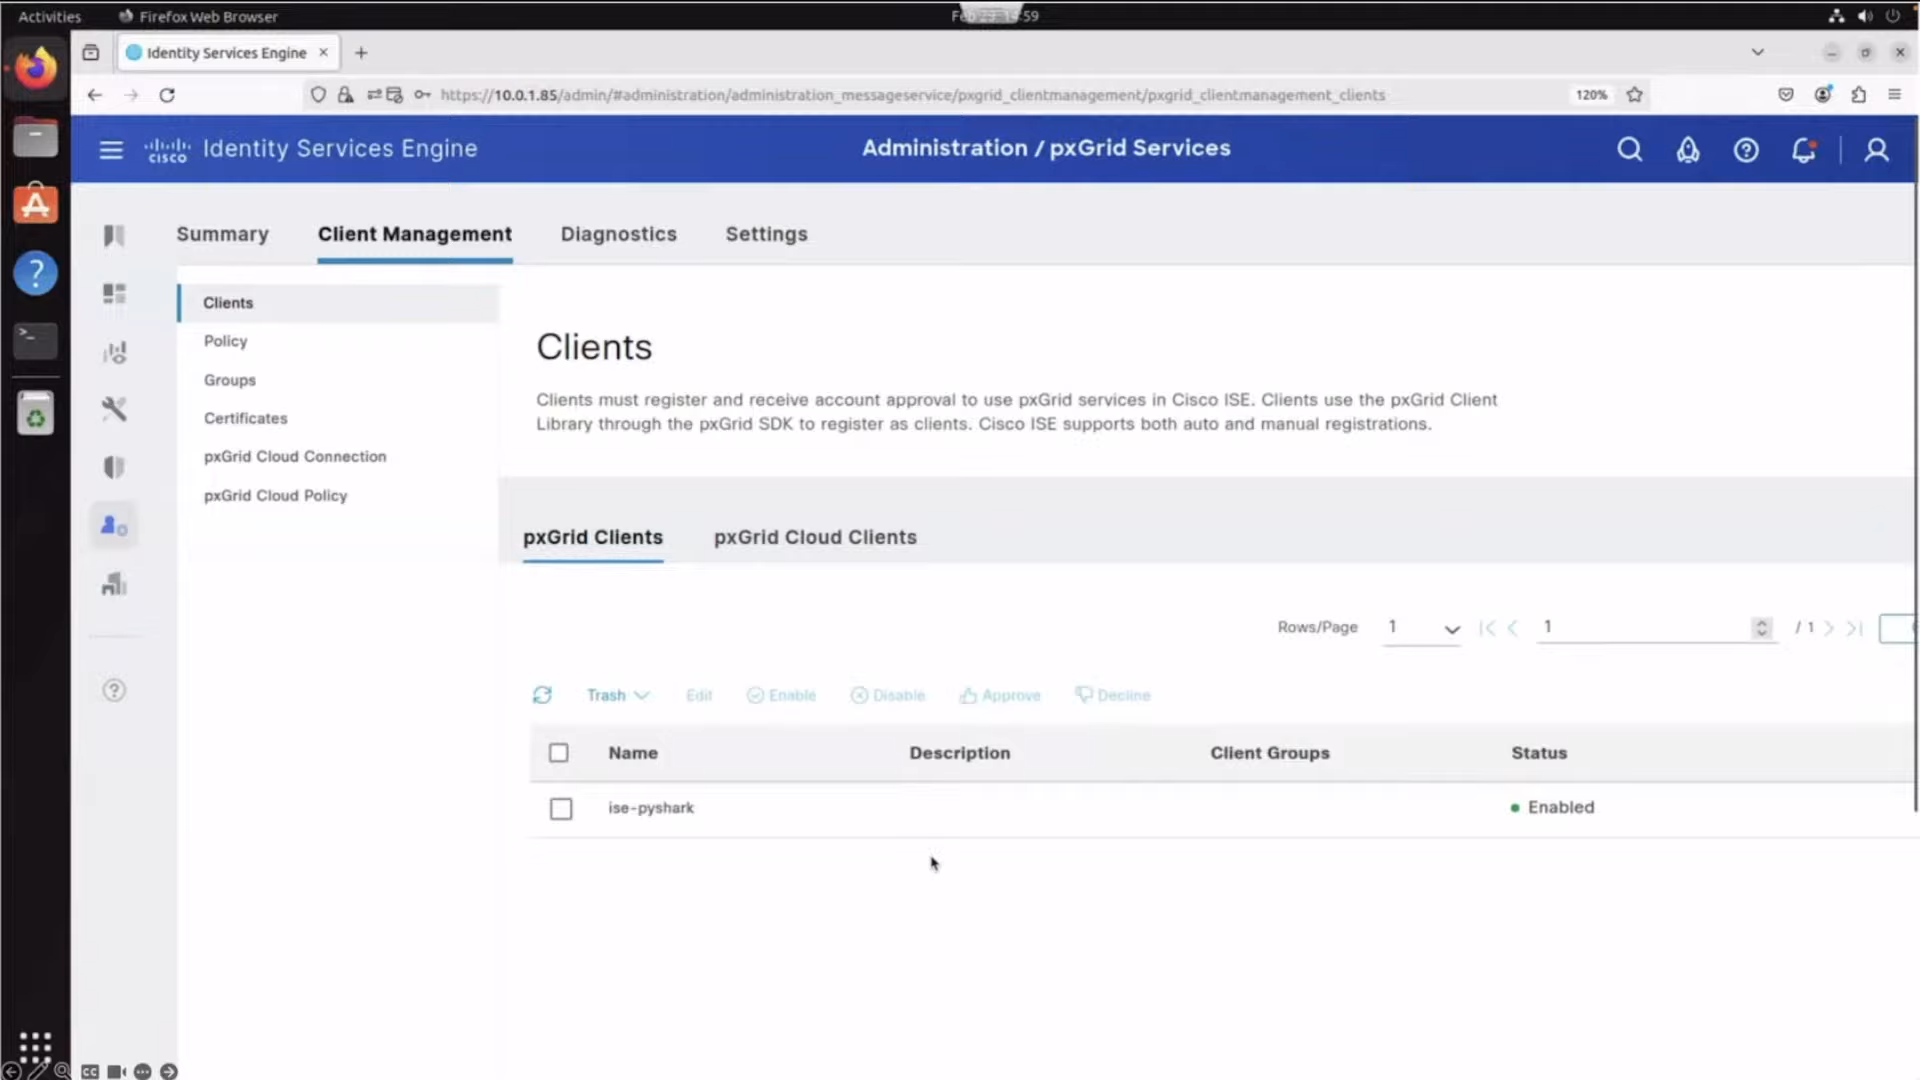 Activities
Firefox Web Browser
59
Identity Services Engine
https://10.0.1.85/admin/#administration/administration_messageservice/pxgrid_clientmanagement/pxgrid_clientmanagement_clients
120%
CISCO
Identity Services Engine
Administration / pxGrid Services
Summary
Client Management
Diagnostics
Settings
Clients
Policy
Groups
Certificates
pxGrid Cloud Connection
pxGrid Cloud Policy
Clients
Clients must register and receive account approval to use pxGrid services in Cisco ISE. Clients use the pxGrid Client
Library through the pxGrid SDK to register as clients. Cisco ISE supports both auto and manual registrations.
pxGrid Clients
pxGrid Cloud Clients
Rows/Page 1 1 / 1
Trash Edit Enable Disable Approve Decline
Name Description Client Groups Status
ise-pyshark Enabled
CC